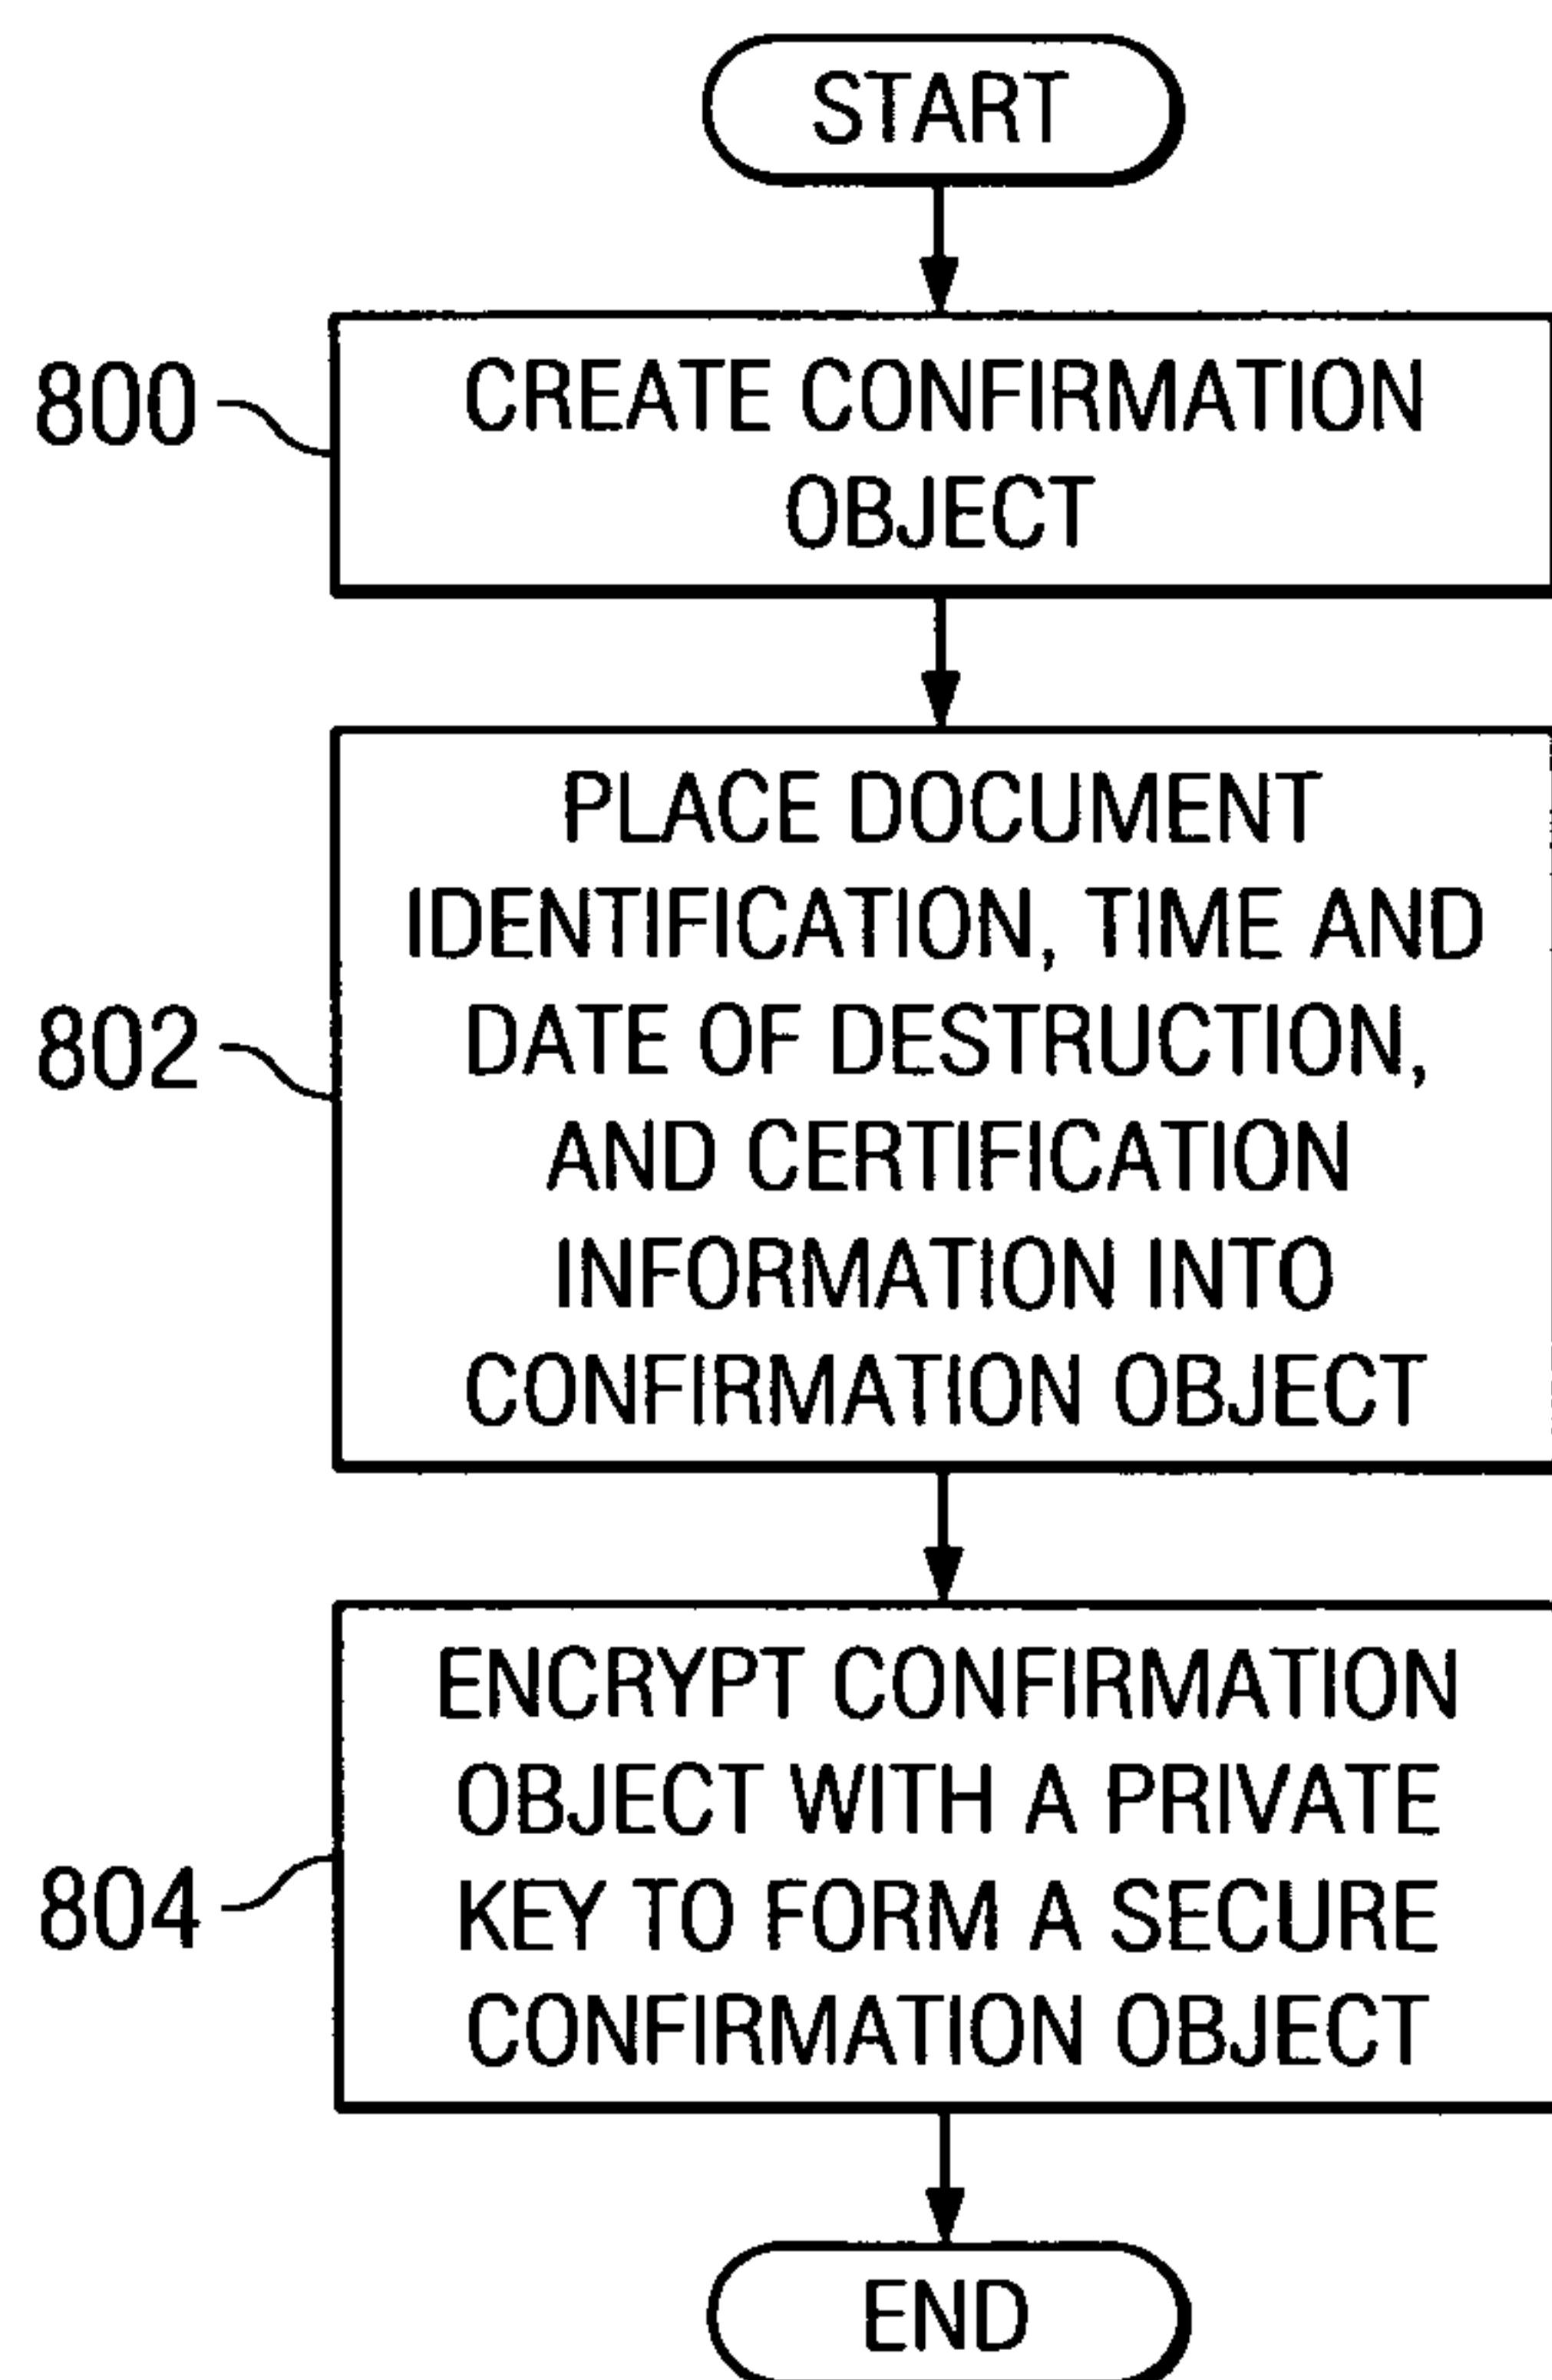 START
800
CREATE CONFIRMATION
OBJECT
802
PLACE DOCUMENT
IDENTIFICATION, TIME AND
DATE OF DESTRUCTION,
AND CERTIFICATION
INFORMATION INTO
CONFIRMATION OBJECT
804
ENCRYPT CONFIRMATION
OBJECT WITH A PRIVATE
KEY TO FORM A SECURE
CONFIRMATION OBJECT
END